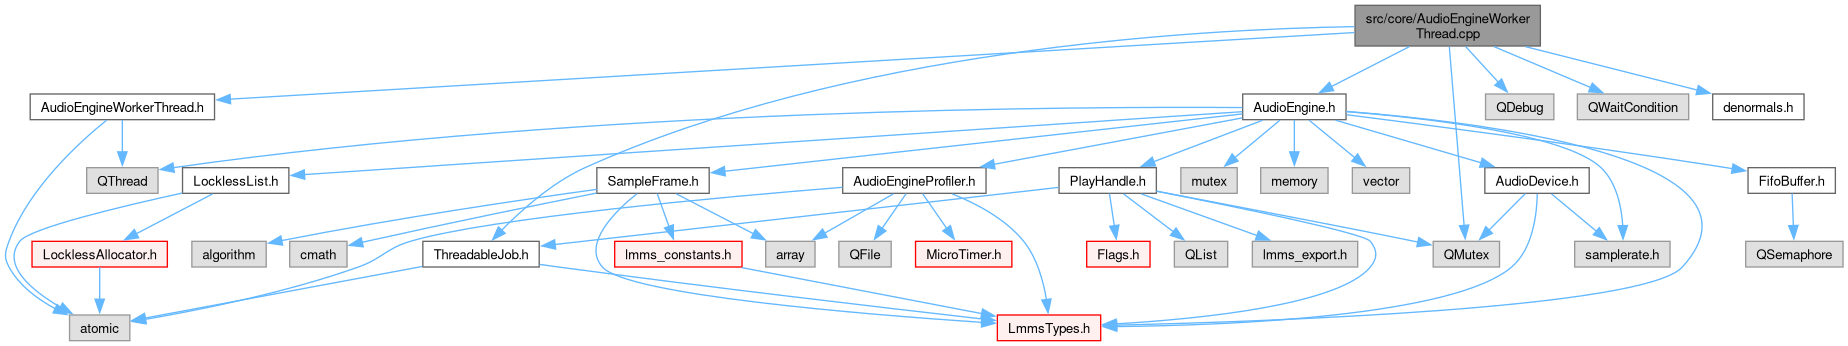 src/core/AudioEngineWorker
Thread.cpp
AudioEngineWorkerThread.h
AudioEngine.h
QDebug
QWaitCondition
denormals.h
QThread
LocklessList.h
SampleFrame.h
AudioEngineProfiler.h
PlayHandle.h
mutex
memory
vector
AudioDevice.h
FifoBuffer.h
LocklessAllocator.h
algorithm
cmath
ThreadableJob.h
lmms_constants.h
array
QFile
MicroTimer.h
Flags.h
QList
lmms_export.h
QMutex
samplerate.h
QSemaphore
atomic
LmmsTypes.h